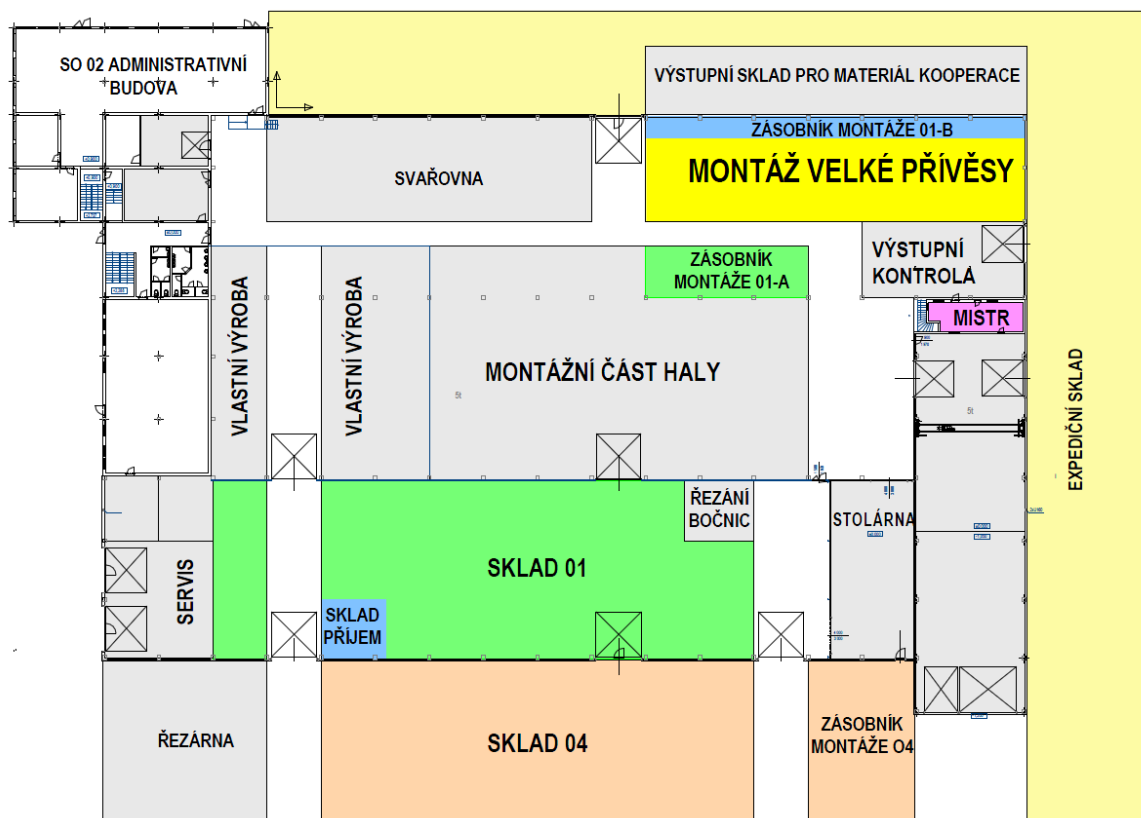 SO 02 ADMINISTRATIVNÍ
BUDOVA
VÝSTUPNÍ SKLAD PRO MATERIÁL KOOPERACE
ZÁSOBNÍK MONTÁŽE 01-B
MONTÁŽ VELKÉ PŘÍVĚSY
SVAŘOVNA
VÝSTUPNÍ
KONTROLA
ZÁSOBNÍK
MONTÁŽE 01-A
MISTR
VLASTNÍ VÝROBA
VLASTNÍ VÝROBA
MONTÁŽNÍ ČÁST HALY
5t
EXPEDIČNÍ SKLAD
ŘEZÁNÍ
BOČNIC
STOLÁRNA
SERVIS
SKLAD 01
SKLAD
PŘÍJEM
ŘEZÁRNA
SKLAD 04
ZÁSOBNÍK
MONTÁŽE O4